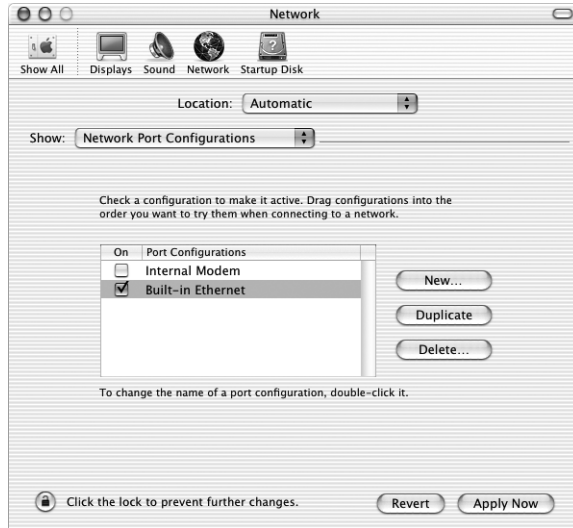 Network
Show All Displays Sound Network Startup Disk
Location: Automatic
Show: Network Port Configurations
Check a configuration to make it active. Drag configurations into the
order you want to try them when connecting to a network.
On Port Configurations
Internal Modem
Built-in Ethernet
New...
Duplicate
Delete...
To change the name of a port configuration, double-click it.
Click the lock to prevent further changes.
Revert Apply Now